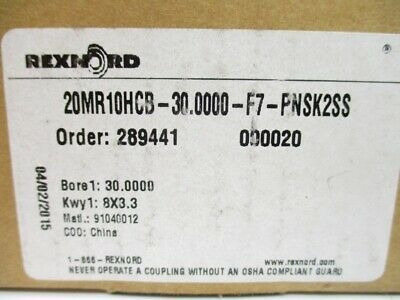 REXNORD
20MR10HCB-30.0000-F7-PNSK2SS
Order: 289441 000020
04/02/2015
Bore1: 30.0000
Kwy1: 8X3.3
Matl.: 91040012
COO: China
1-866-REXNORD www.rexnord.com
NEVER OPERATE A COUPLING WITHOUT AN OSHA COMPLIANT GUARD